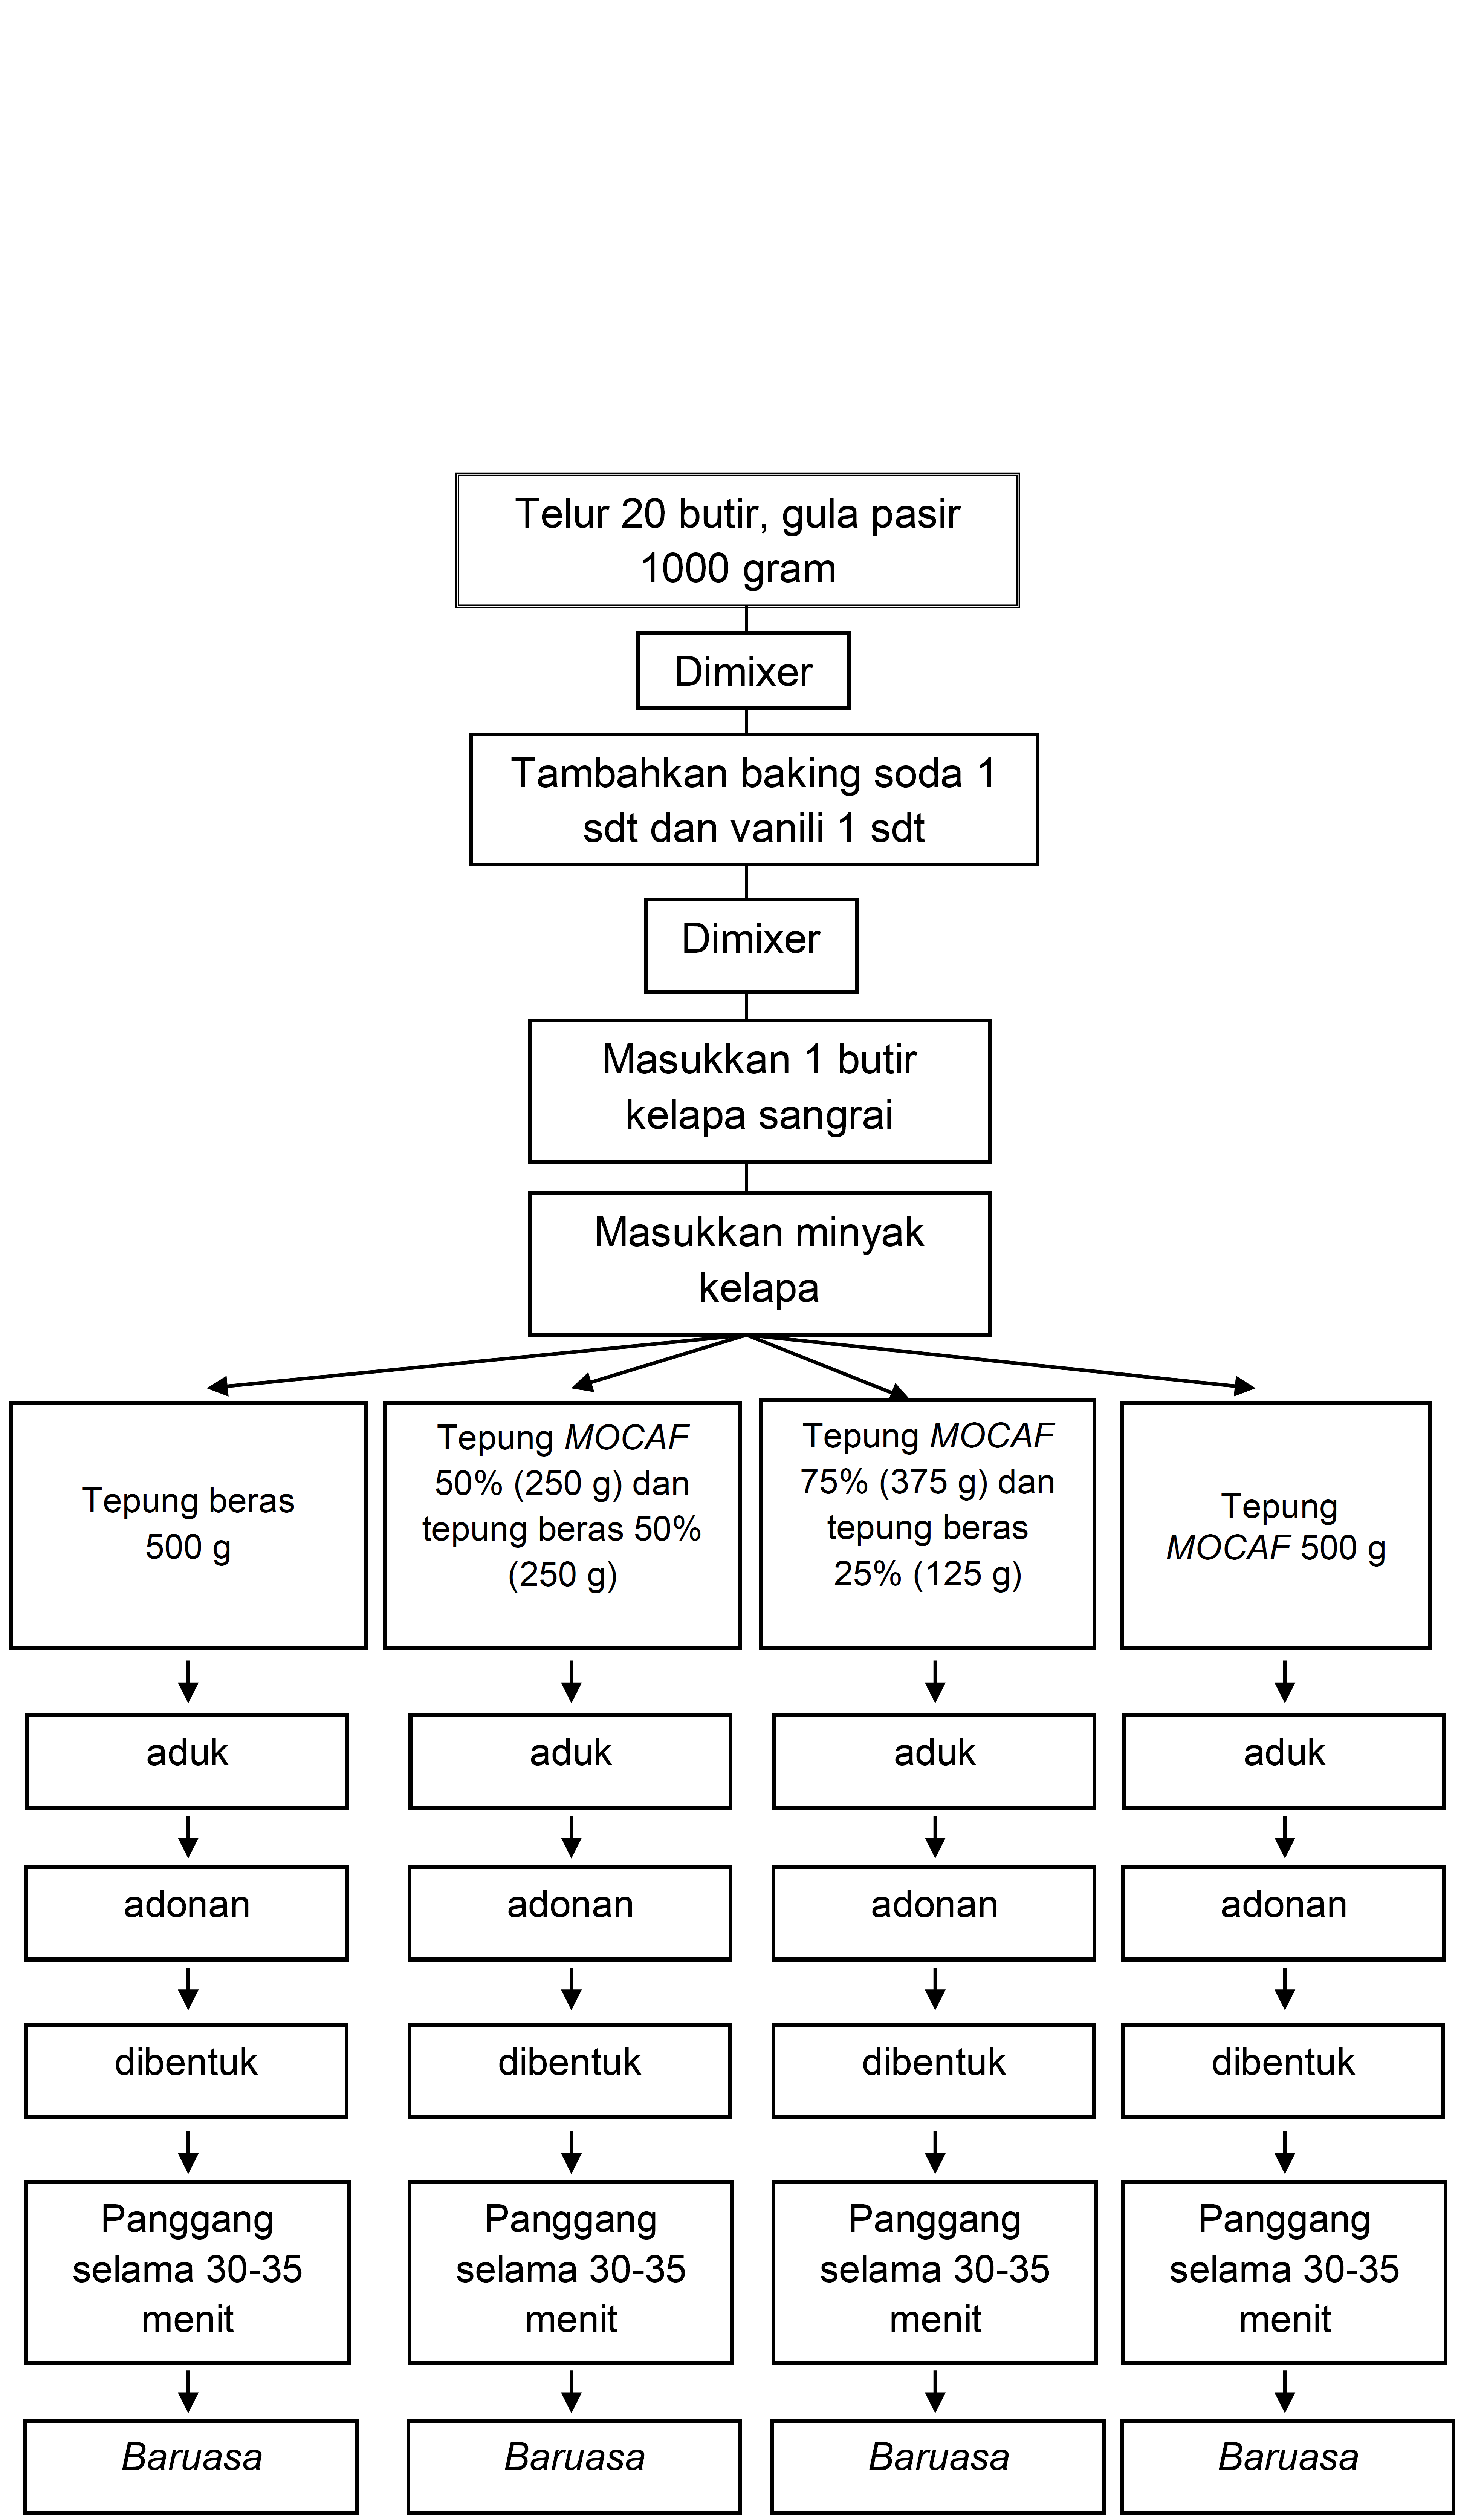 Telur 20 butir, gula pasir
1000 gram
Dimixer
Tambahkan baking soda 1
sdt dan vanili 1 sdt
Dimixer
Masukkan 1 butir
kelapa sangrai
Masukkan minyak
kelapa
Tepung beras
500 g
Tepung MOCAF
50% (250 g) dan
tepung beras 50%
(250 g)
Tepung MOCAF
75% (375 g) dan
tepung beras
25% (125 g)
Tepung
MOCAF 500 g
aduk
aduk
aduk
aduk
adonan
adonan
adonan
adonan
dibentuk
dibentuk
dibentuk
dibentuk
Panggang
selama 30-35
menit
Panggang
selama 30-35
menit
Panggang
selama 30-35
menit
Panggang
selama 30-35
menit
Baruasa
Baruasa
Baruasa
Baruasa